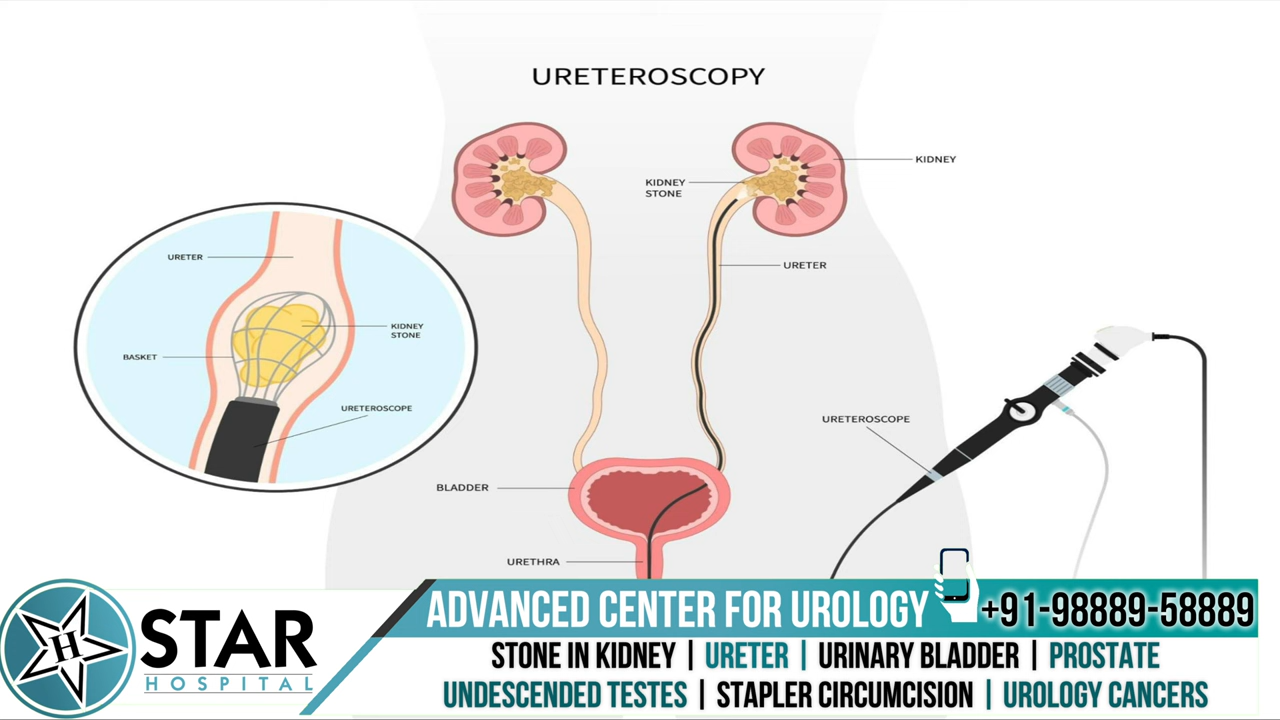 URETEROSCOPY
KIDNEY
KIDNEY
STONE
URETER
URETER
KIDNEY
STONE
BASKET
URETEROSCOPE
URETEROSCOPE
BLADDER
URETHRA
H
STAR
HOSPITAL
ADVANCED CENTER FOR UROLOGY
+91-98889-58889
STONE IN KIDNEY | URETER | URINARY BLADDER | PROSTATE
UNDESCENDED TESTES | STAPLER CIRCUMCISION | UROLOGY CANCERS